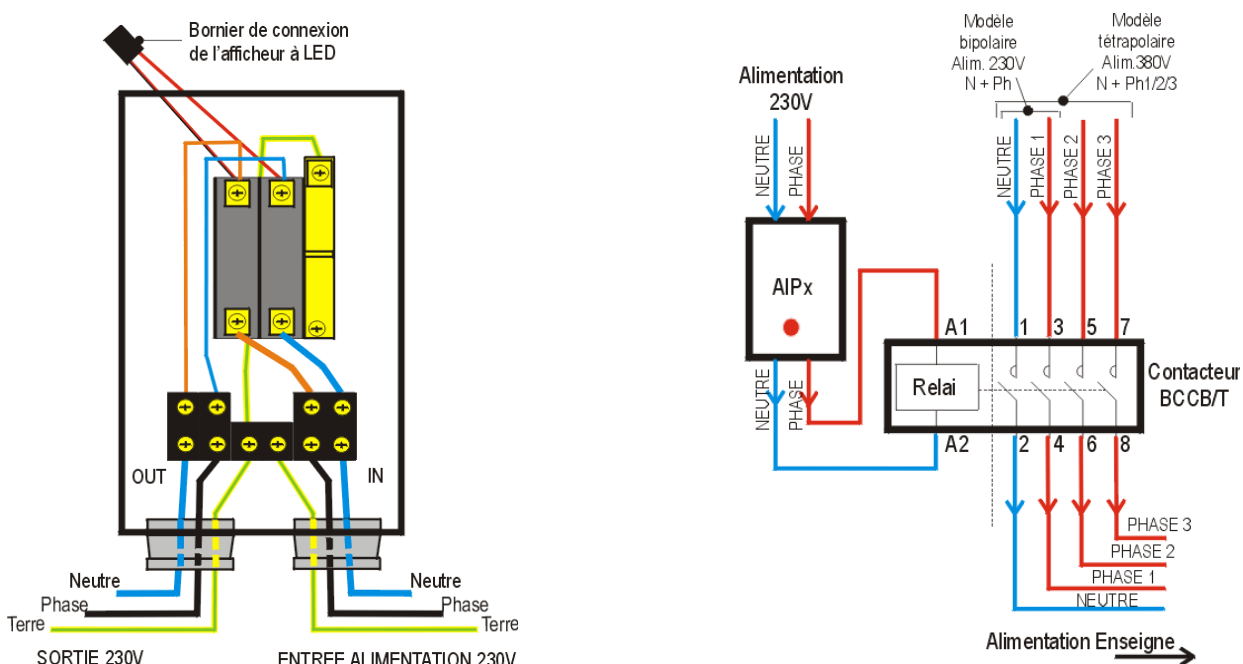 Bornier de connexion
de l'afficheur à LED
OUT
IN
Neutre
Phase
Terre
Neutre
Phase
Terre
SORTIE 230V
ENTREE ALIMENTATION 230V
Alimentation
230V
NEUTRE
PHASE
AIPx
NEUTRE
PHASE
Modèle
bipolaire
Alim. 230V
N + Ph
Modèle
tétrapolaire
Alim.380V
N + Ph1/2/3
NEUTRE
PHASE 1
PHASE 2
PHASE 3
A1
1
3
5
7
Relai
Contacteur
BCCB/T
A2
2
4
6
8
PHASE 3
PHASE 2
PHASE 1
NEUTRE
Alimentation Enseigne